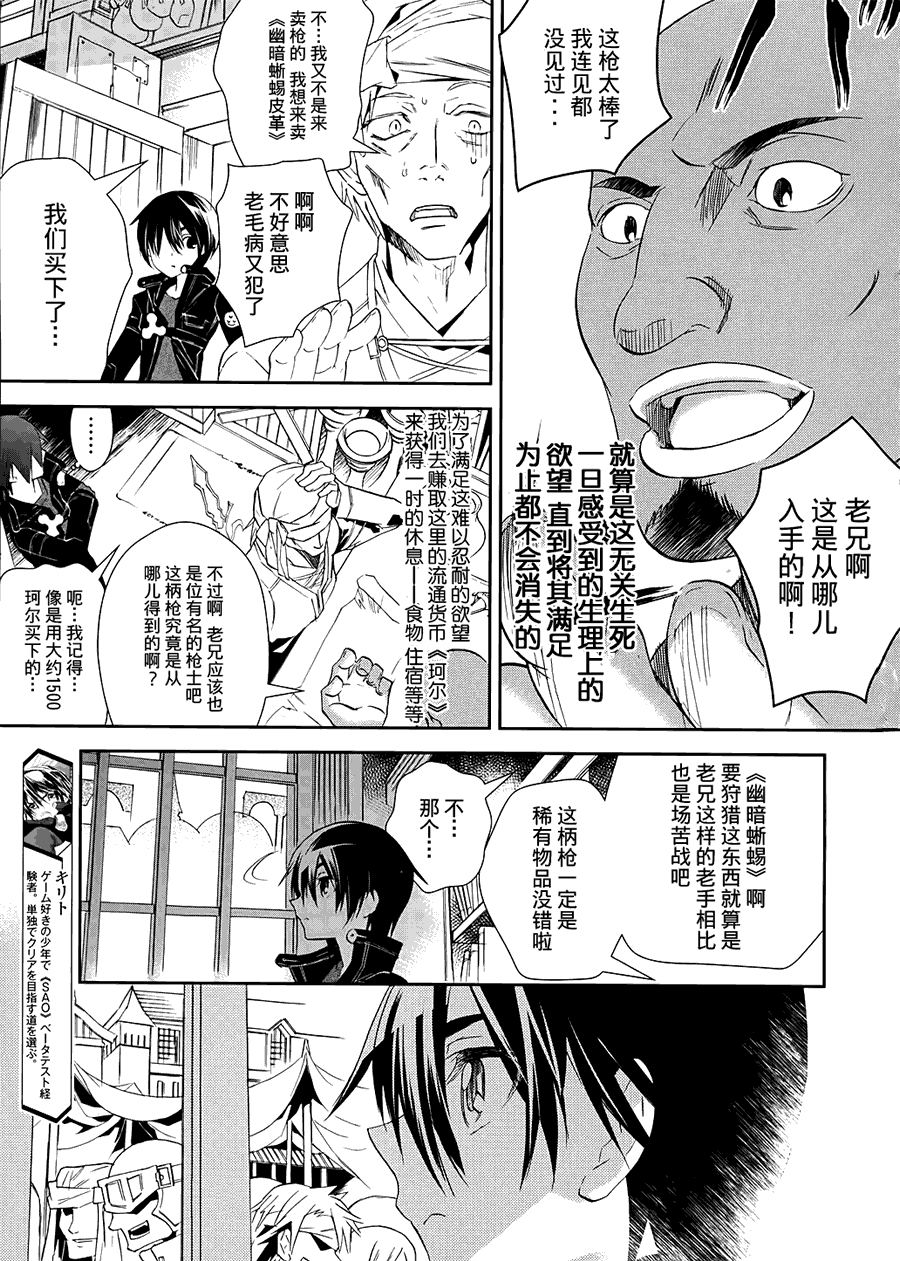 这枪太棒了
我连见都
没见过···
老兄啊
这是从哪儿
入手的啊！
就算是这无关生死
一旦感受到的生理上的
欲望 直到将其满足
为止都不会消失的
不···我又不是来
卖枪的 我想来卖
《幽暗蜥蜴皮革》
啊啊
不好意思
老毛病又犯了
我们买下了···
为了满足这难以忍耐的欲望
我们去赚取这里的流通货币《珂尔》
来获得一时的休息——食物 住宿等等
不过啊 老兄应该也
是位有名的枪士吧
这柄枪究竟是从
哪儿得到的啊？
······
呃···我记得···
像是用大约1500
珂尔买下的···
《幽暗蜥蜴》啊
要狩猎这东西就算是
老兄这样的老手相比
也是场苦战吧
这柄枪一定是
稀有物品没错啦
不···
那个···
キリト
ゲーム好きの少年で《SAO》ベータテスト経
験者。単独でクリアを目指す道を選ぶ。